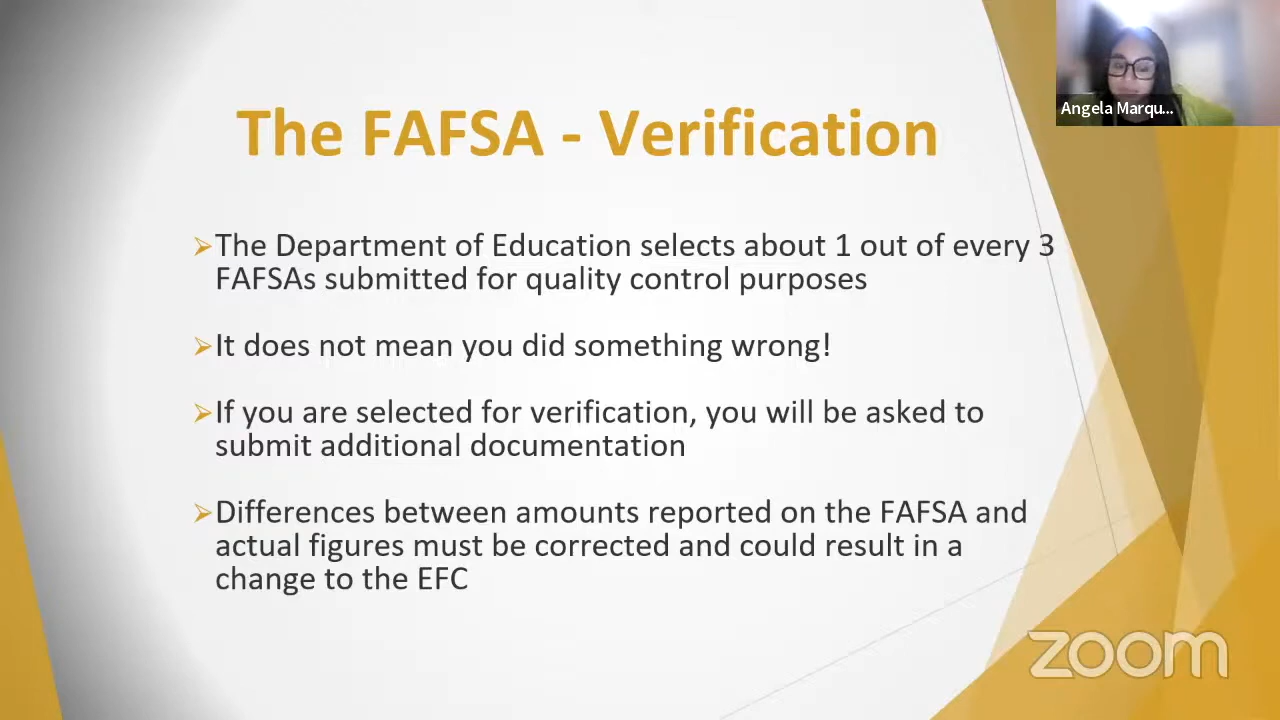 Angela Marqu...
The FAFSA - Verification
➢The Department of Education selects about 1 out of every 3
FAFSAs submitted for quality control purposes
➢It does not mean you did something wrong!
➢If you are selected for verification, you will be asked to
submit additional documentation
➢Differences between amounts reported on the FAFSA and
actual figures must be corrected and could result in a
change to the EFC
zoom